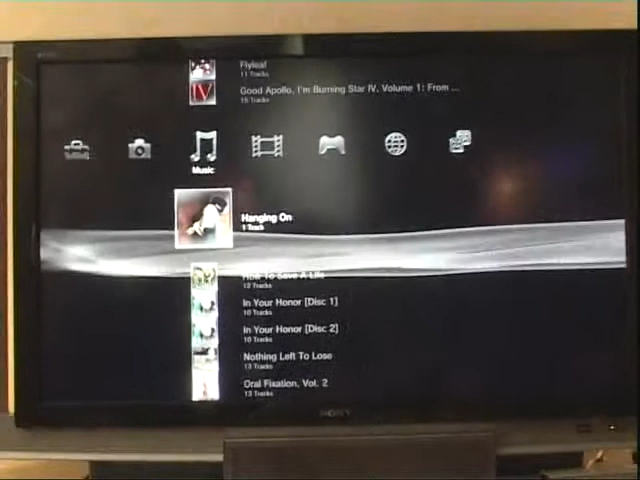 Flyleaf
11 Tracks
Good Apollo, I'm Burning Star IV, Volume 1: From ...
15 Tracks
Music
Hanging On
1 Track
How To Save A Life
12 Tracks
In Your Honor [Disc 1]
10 Tracks
In Your Honor [Disc 2]
10 Tracks
Nothing Left To Lose
13 Tracks
Oral Fixation, Vol. 2
13 Tracks
SONY